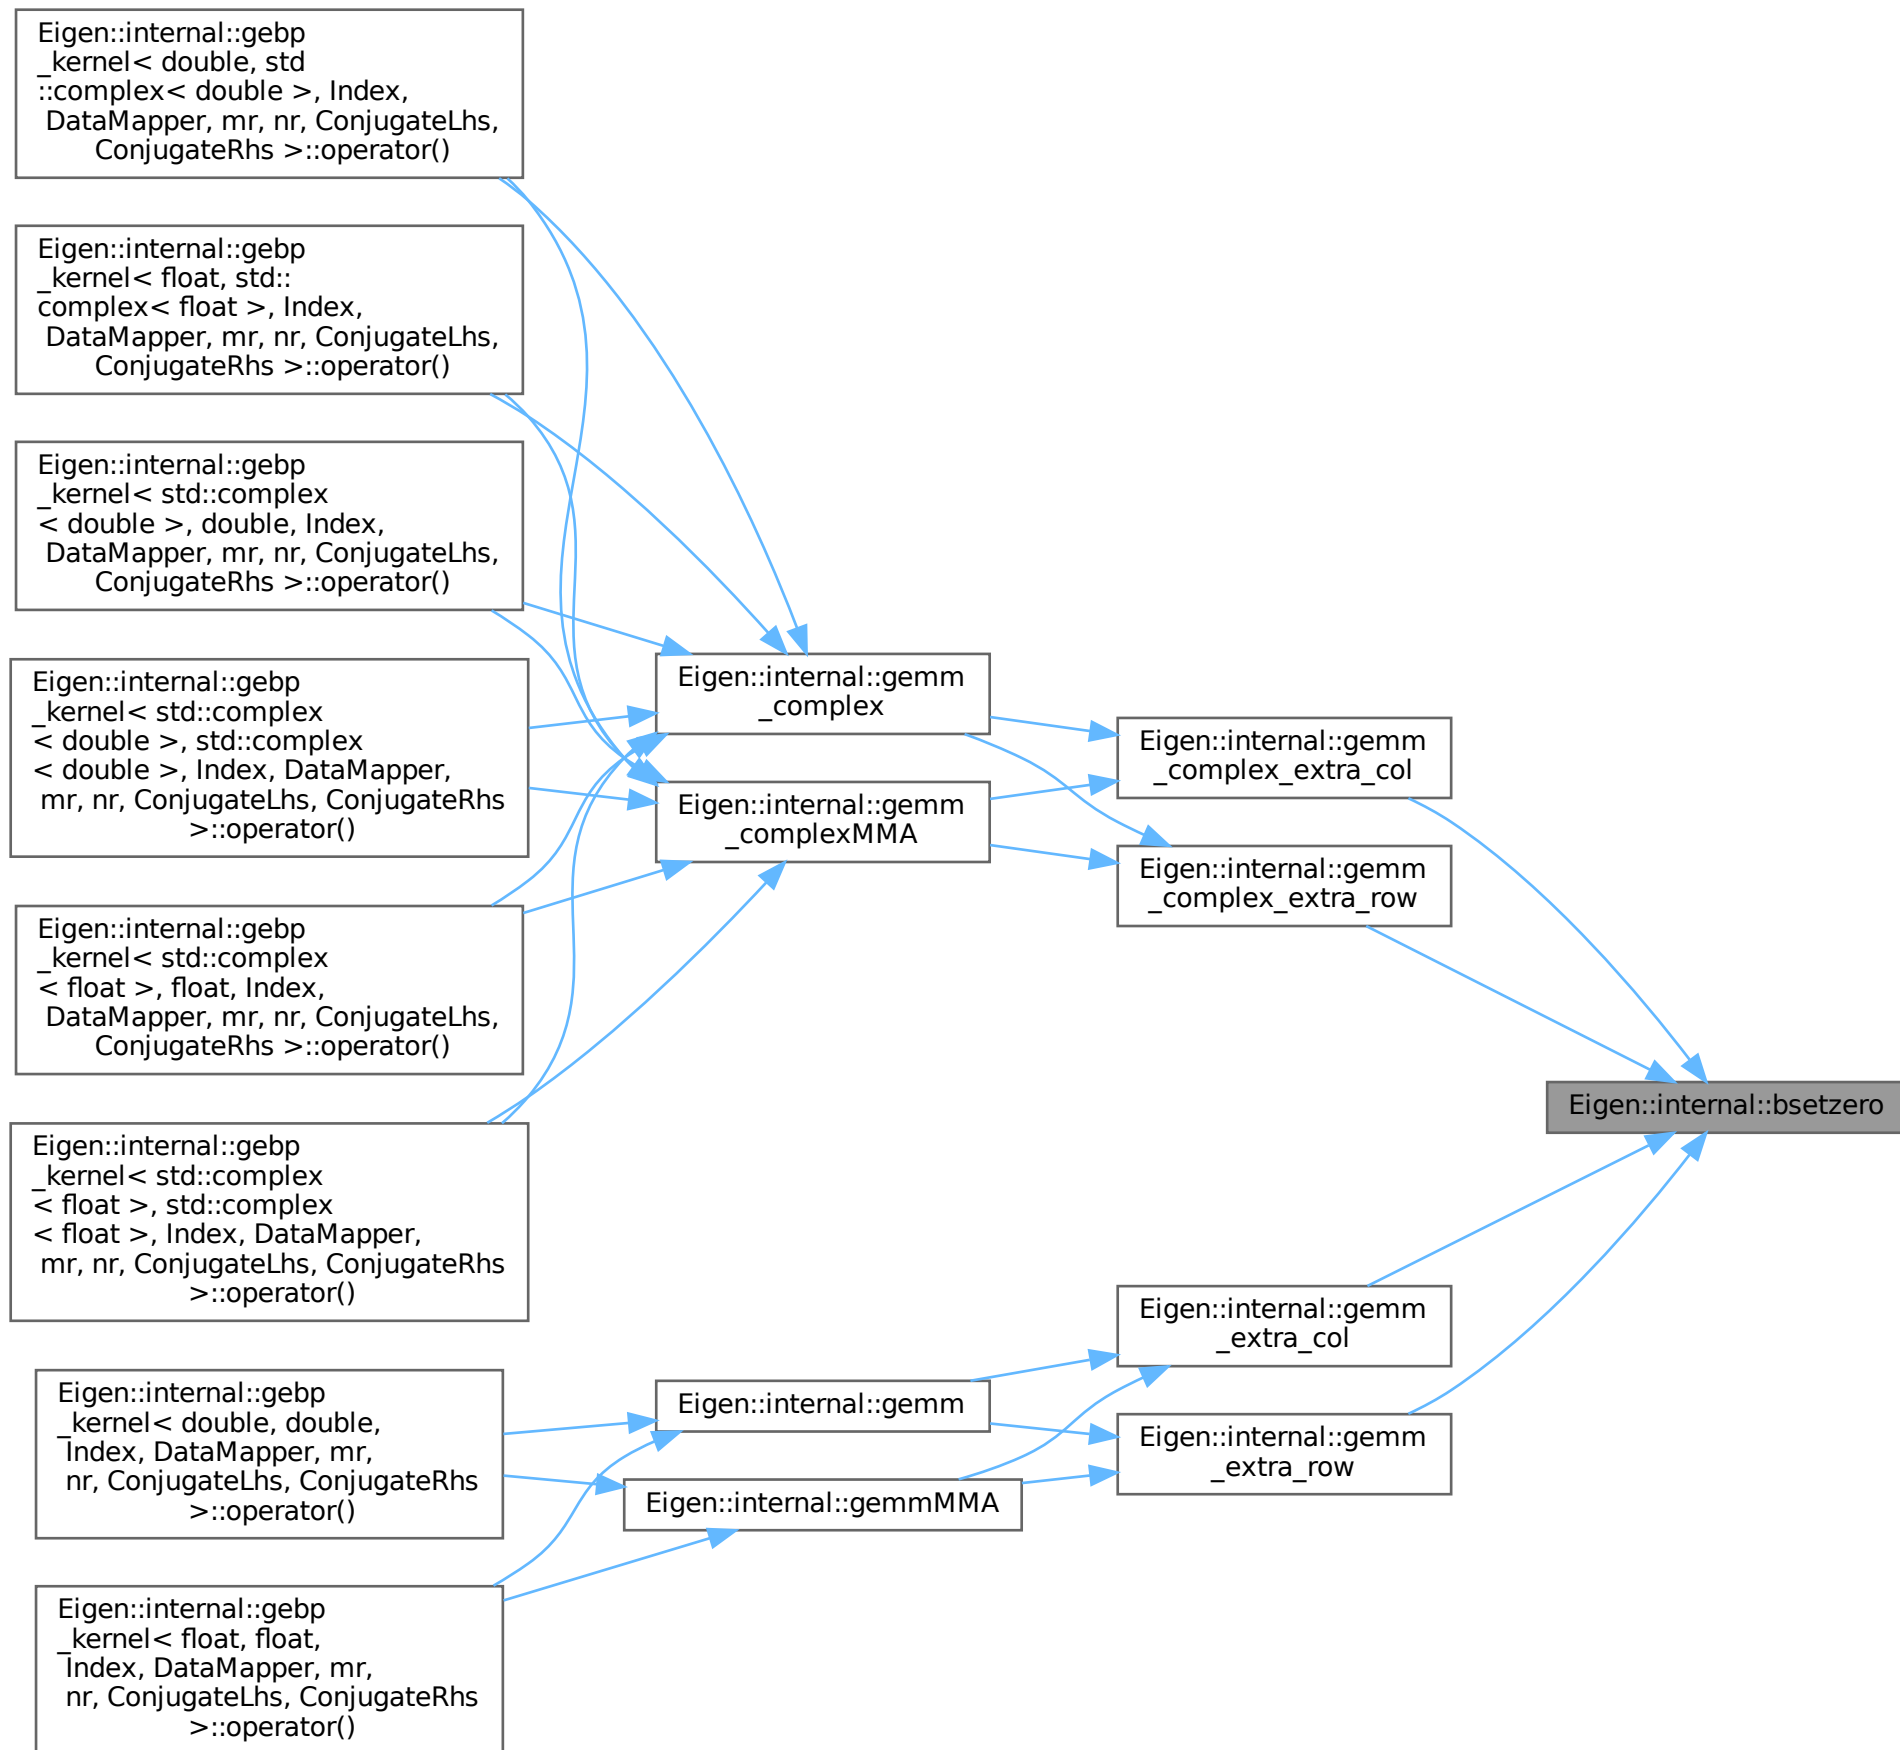 Eigen::internal::gebp
_kernel< double, std
::complex< double >, Index,
DataMapper, mr, nr, ConjugateLhs,
ConjugateRhs >::operator()
Eigen::internal::gebp
_kernel< float, std::
complex< float >, Index,
DataMapper, mr, nr, ConjugateLhs,
ConjugateRhs >::operator()
Eigen::internal::gebp
_kernel< std::complex
< double >, double, Index,
DataMapper, mr, nr, ConjugateLhs,
ConjugateRhs >::operator()
Eigen::internal::gebp
_kernel< std::complex
< double >, std::complex
< double >, Index, DataMapper,
mr, nr, ConjugateLhs, ConjugateRhs
>::operator()
Eigen::internal::gebp
_kernel< std::complex
< float >, float, Index,
DataMapper, mr, nr, ConjugateLhs,
ConjugateRhs >::operator()
Eigen::internal::gebp
_kernel< std::complex
< float >, std::complex
< float >, Index, DataMapper,
mr, nr, ConjugateLhs, ConjugateRhs
>::operator()
Eigen::internal::gebp
_kernel< double, double,
Index, DataMapper, mr,
nr, ConjugateLhs, ConjugateRhs
>::operator()
Eigen::internal::gebp
_kernel< float, float,
Index, DataMapper, mr,
nr, ConjugateLhs, ConjugateRhs
>::operator()
Eigen::internal::gemm
_complex
Eigen::internal::gemm
_complexMMA
Eigen::internal::gemm
Eigen::internal::gemmMMA
Eigen::internal::gemm
_complex_extra_col
Eigen::internal::gemm
_complex_extra_row
Eigen::internal::gemm
_extra_col
Eigen::internal::gemm
_extra_row
Eigen::internal::bsetzero